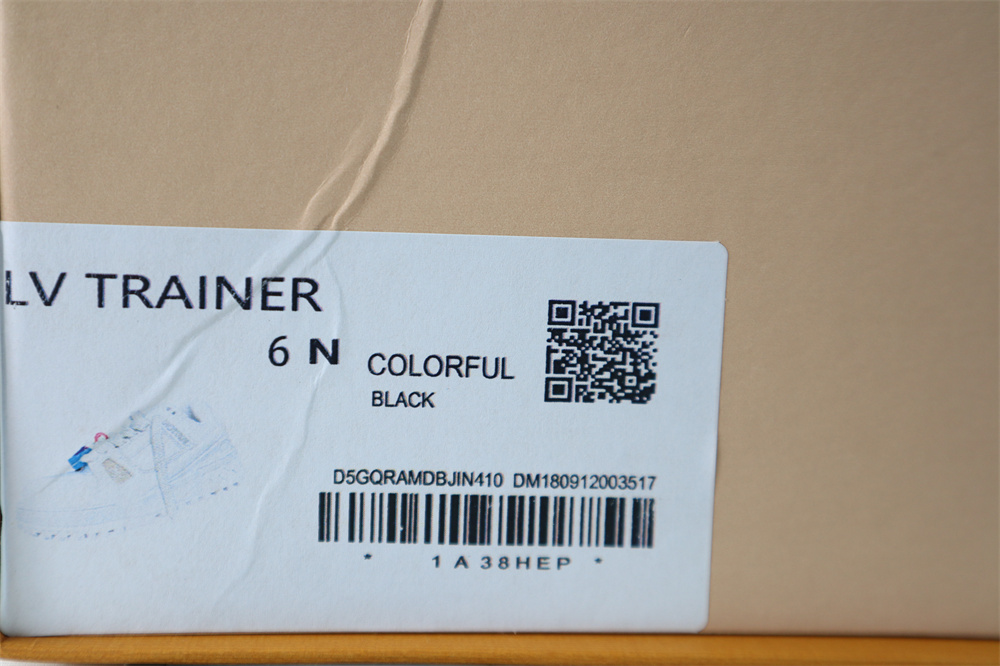 LV TRAINER
6 N
COLORFUL
BLACK
D5GQRAMDBJIN410 DM180912003517
* 1 A 38HEP *